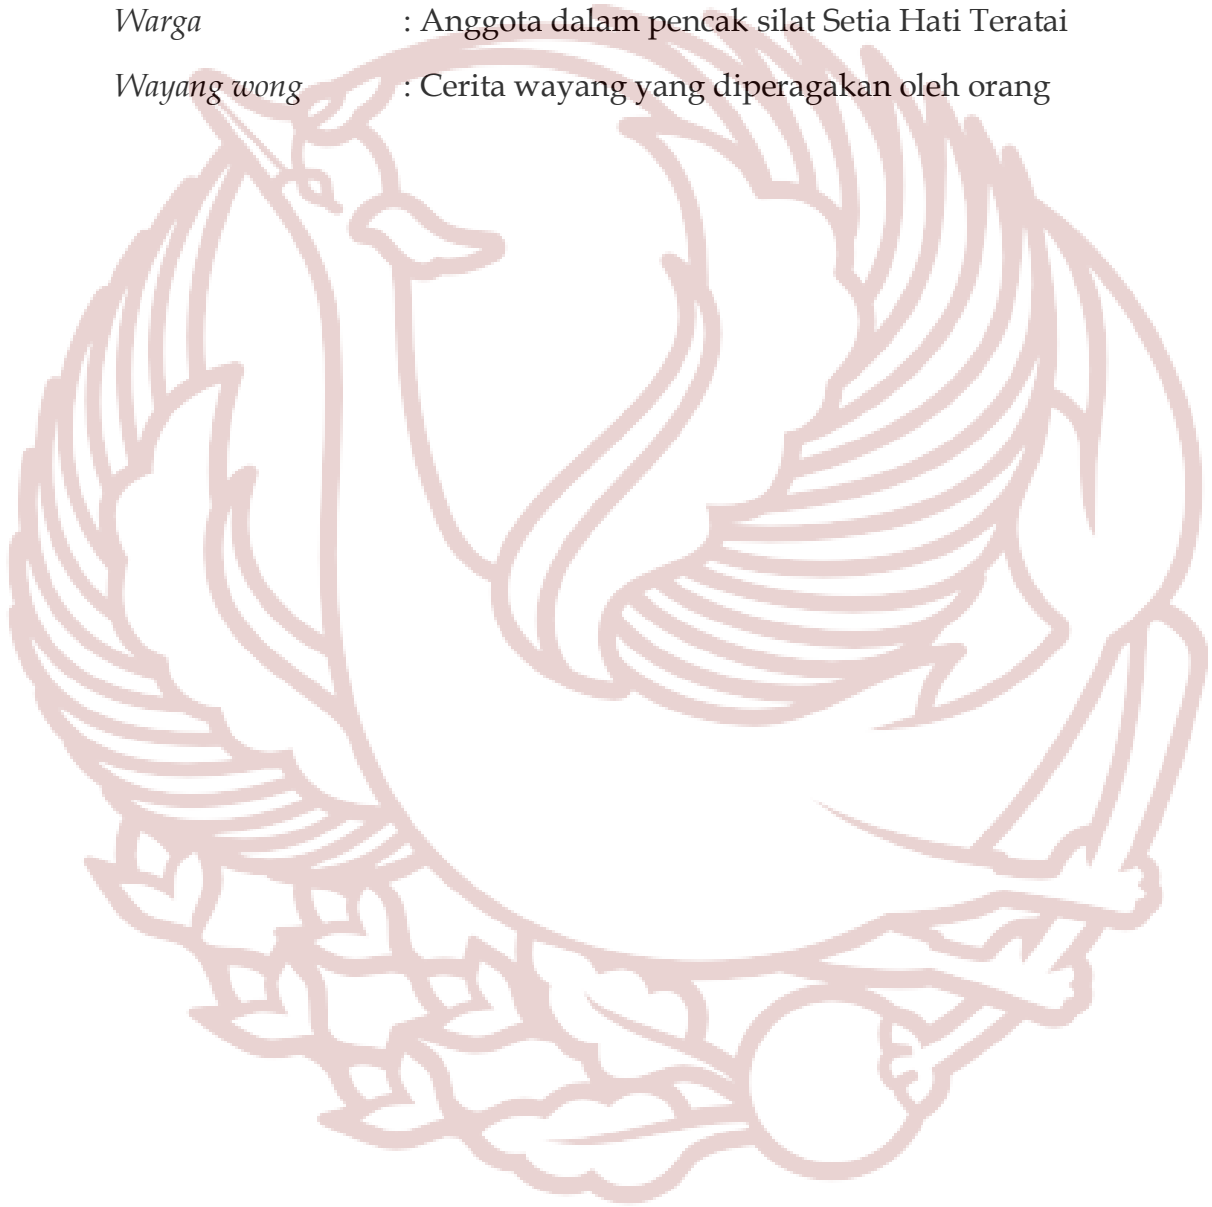 Warga : Anggota dalam pencak silat Setia Hati Teratai
Wayang wong : Cerita wayang yang diperagakan oleh orang